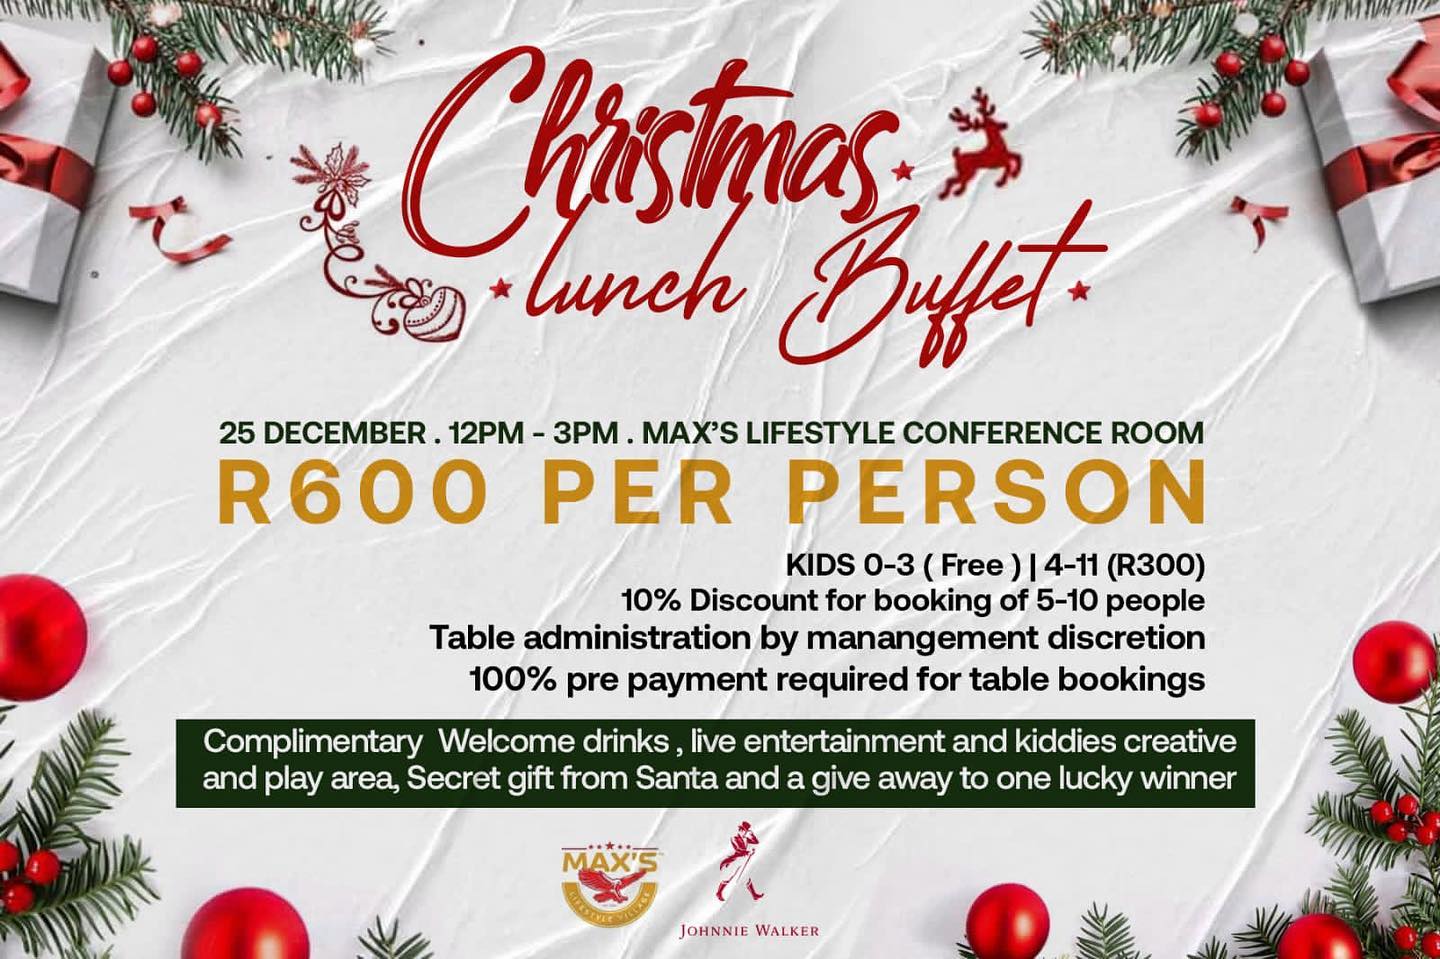 Christmas
lunch Buffet
25 DECEMBER . 12PM - 3PM . MAX'S LIFESTYLE CONFERENCE ROOM
R600 PER PERSON
KIDS 0-3 ( Free ) | 4-11 (R300)
10% Discount for booking of 5-10 people
Table administration by manangement discretion
100% pre payment required for table bookings
Complimentary Welcome drinks , live entertainment and kiddies creative
and play area, Secret gift from Santa and a give away to one lucky winner
MAX'S
LIFESTYLE VILLAGE
JOHNNIE WALKER